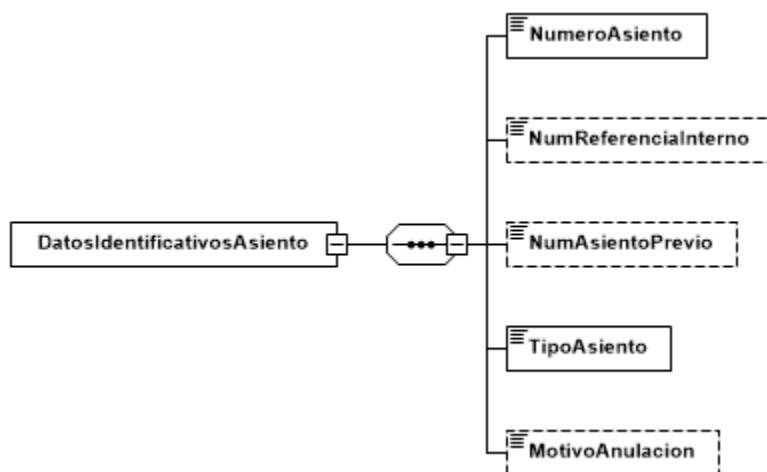 NumeroAsiento
NumReferenciaInterno
DatosIdentificativosAsiento
NumAsientoPrevio
TipoAsiento
MotivoAnulacion